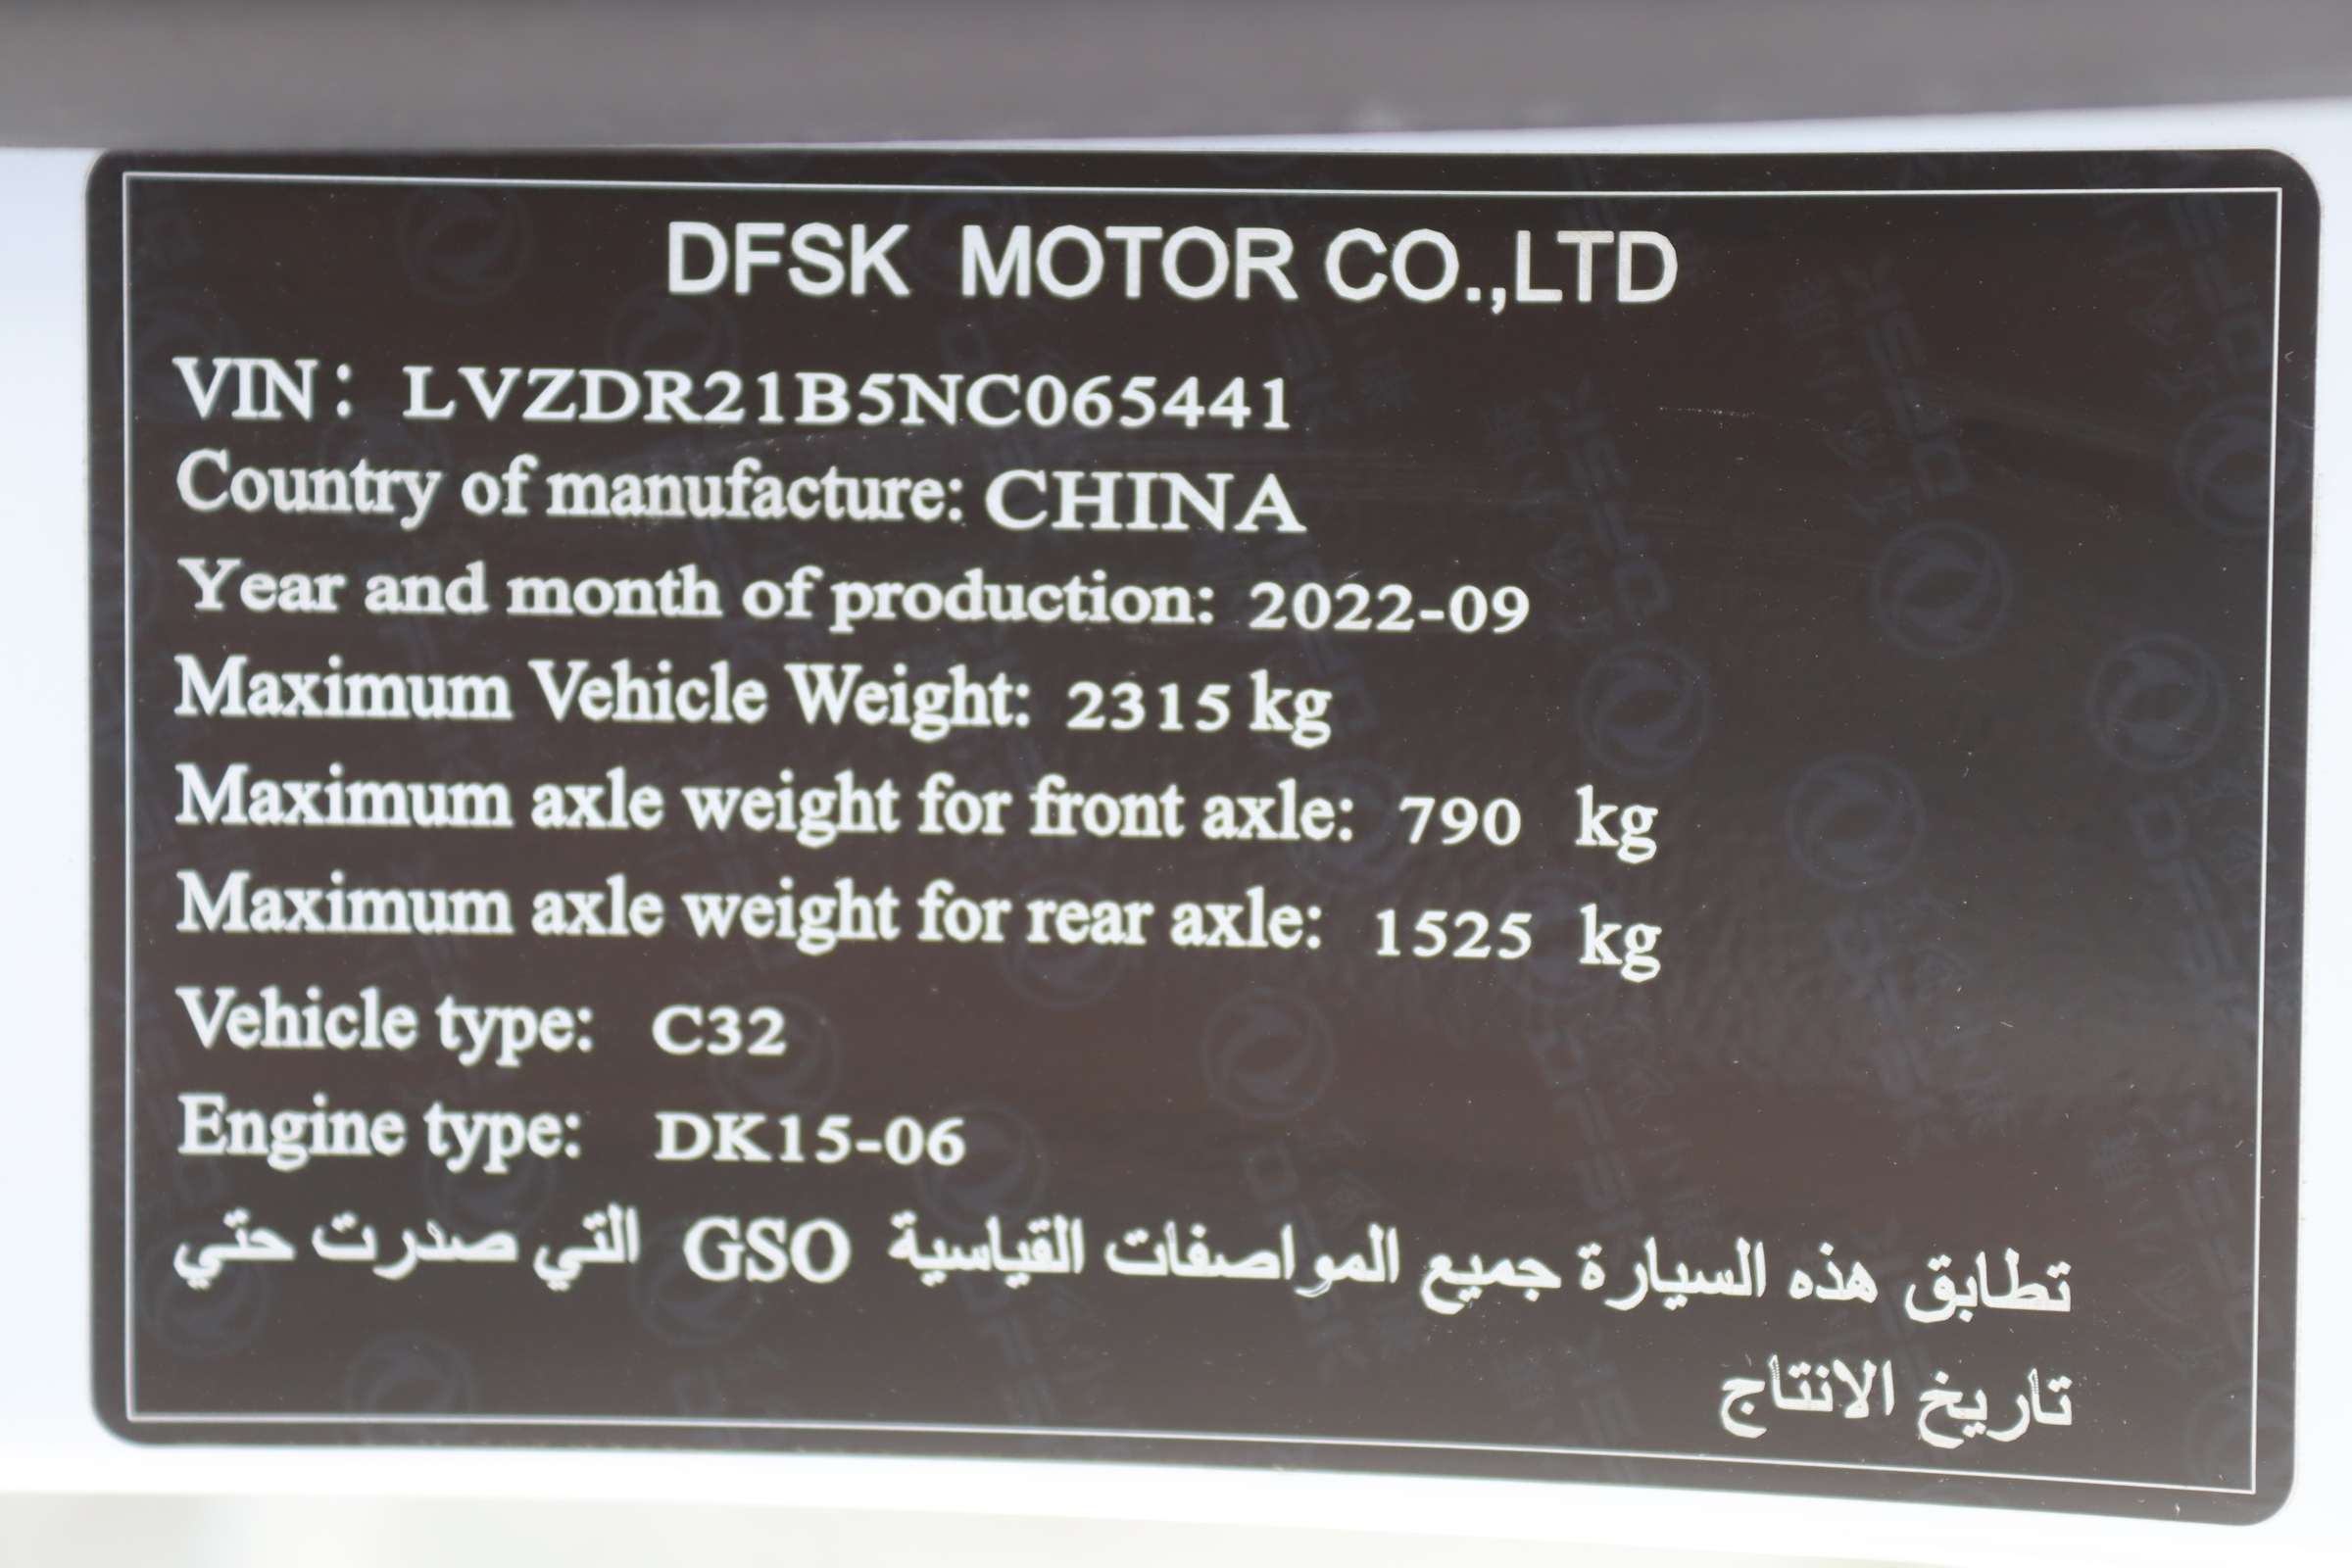 DFSK MOTOR CO.,LTD
VIN: LVZDR21B5NC065441
Country of manufacture: CHINA
Year and month of production: 2022-09
Maximum Vehicle Weight: 2315 kg
Maximum axle weight for front axle: 790 kg
Maximum axle weight for rear axle: 1525 kg
Vehicle type: C32
Engine type: DK15-06
تطابق هذه السيارة جميع المواصفات القياسية GSO التي صدرت حتي
تاريخ الانتاج